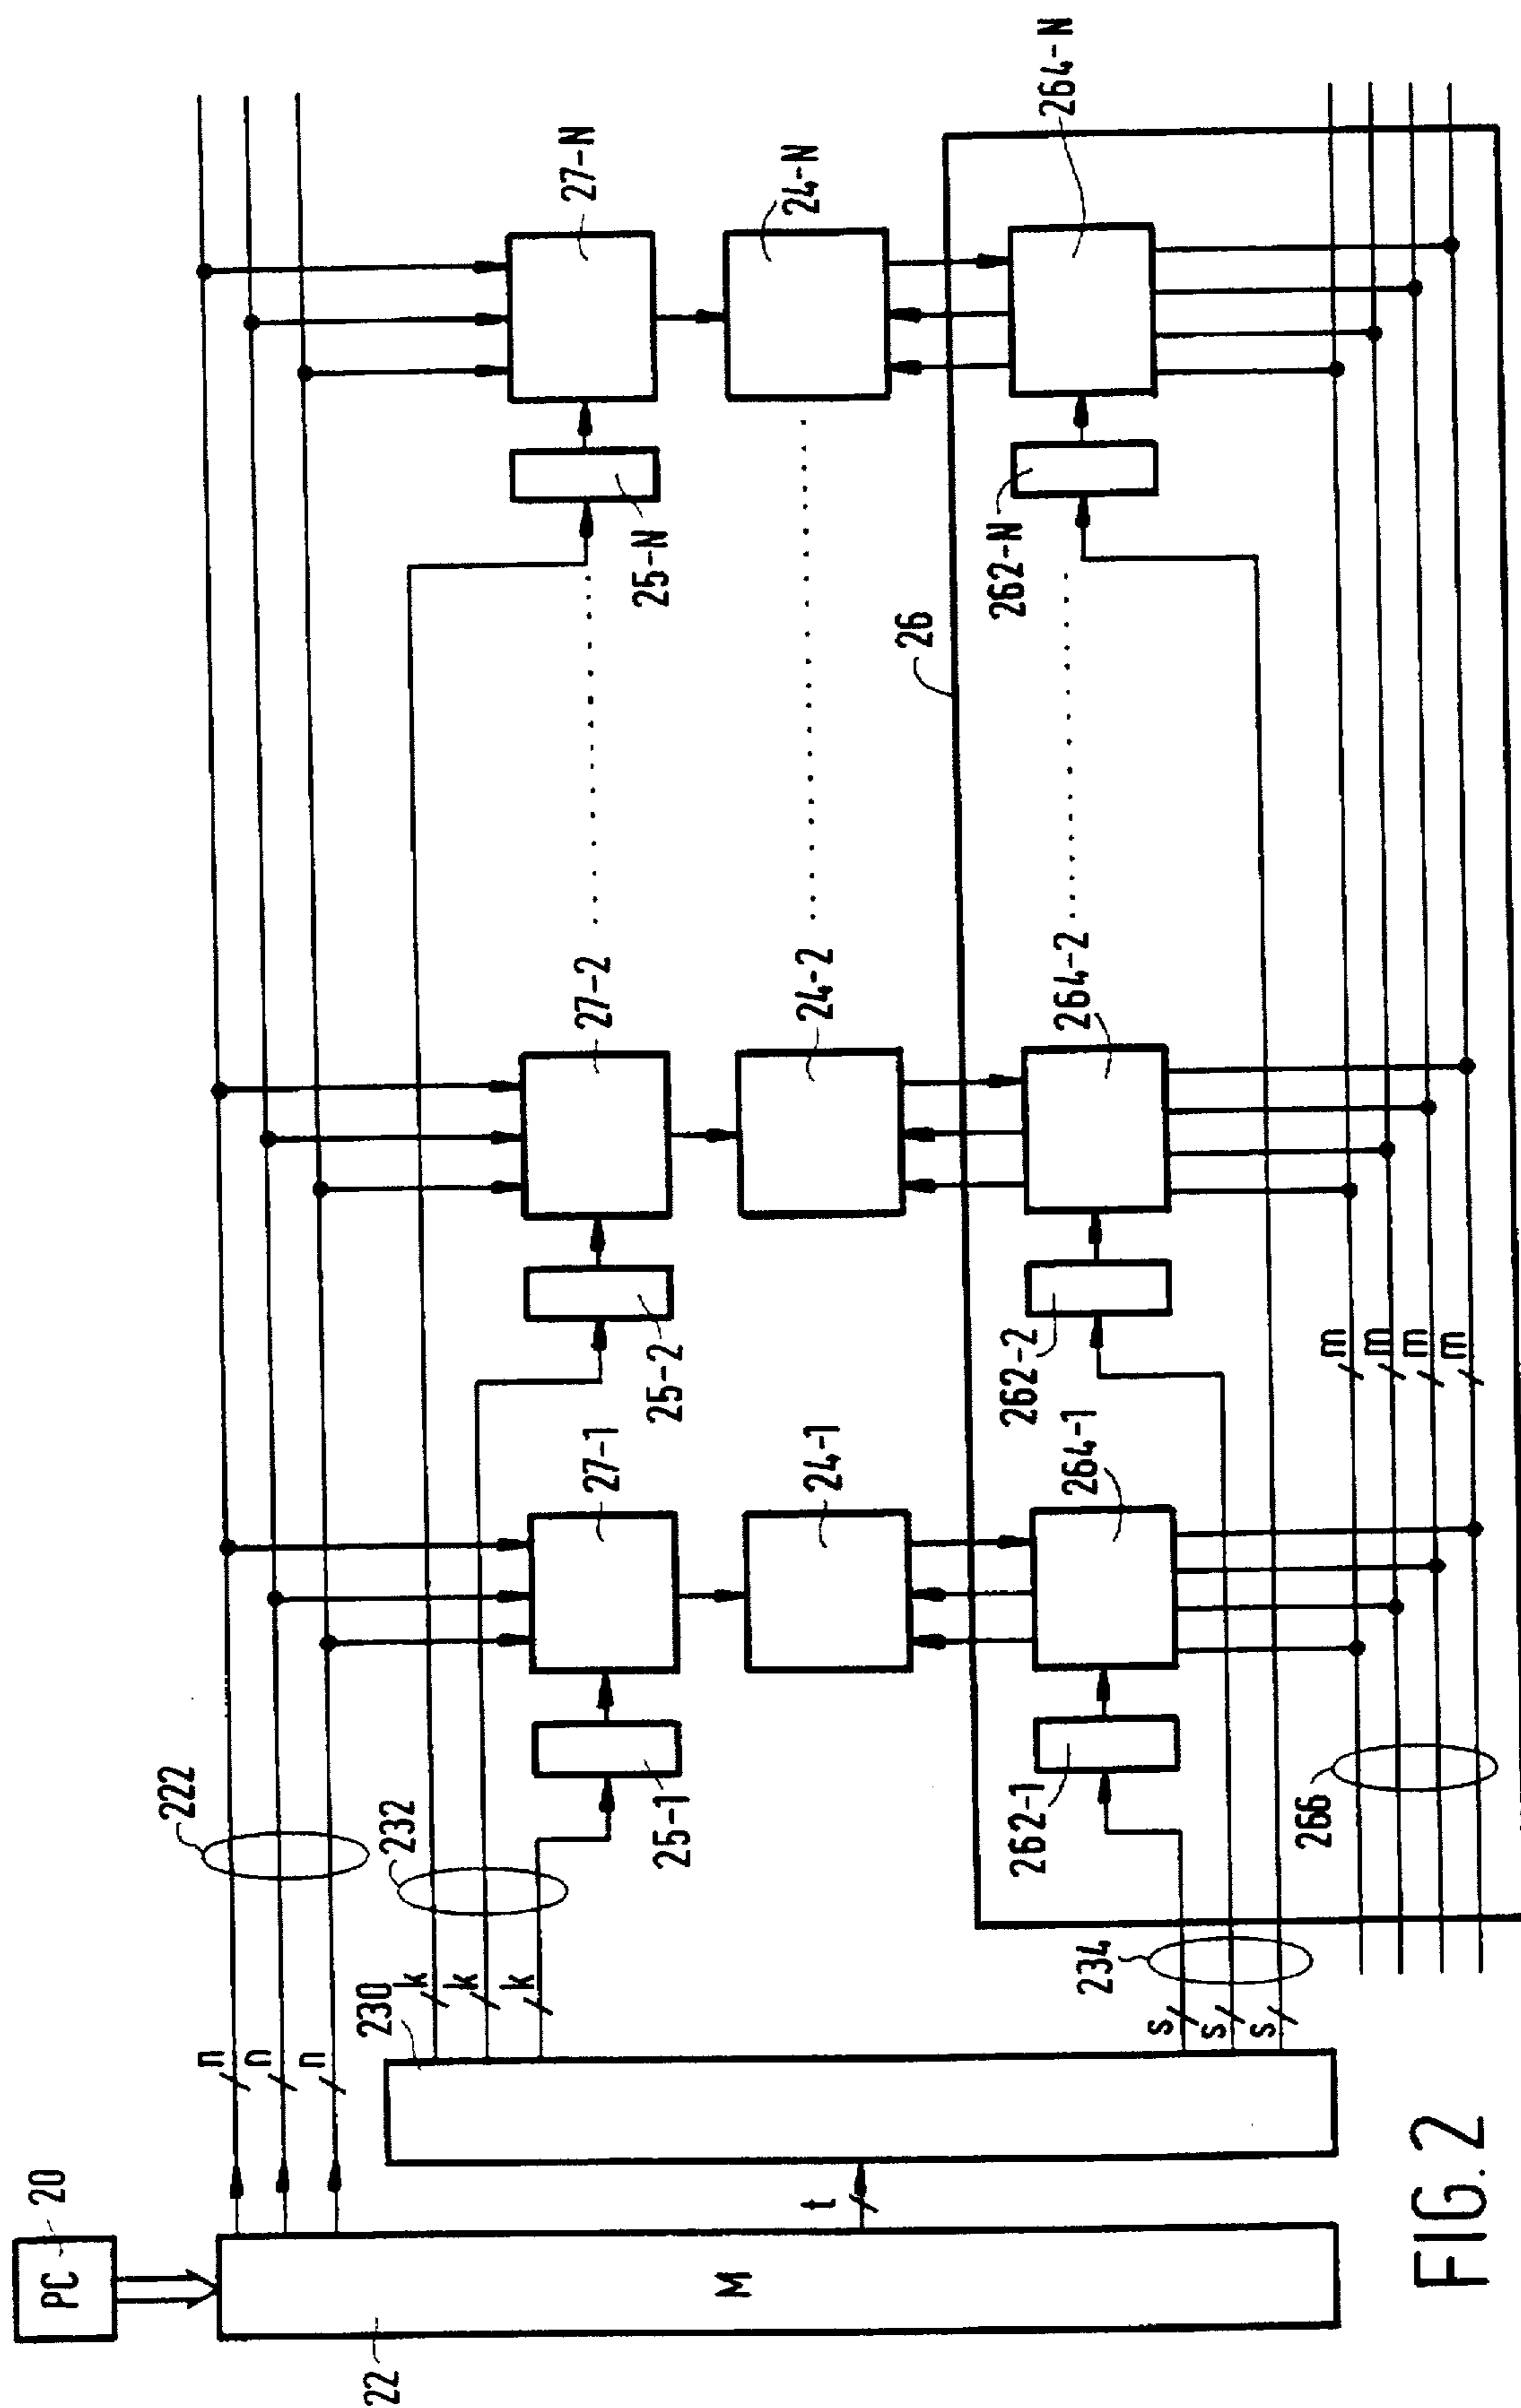 PC
20
22
M
n
n
n
222
t
230
k
k
k
232
s
s
s
234
25-1
27-1
24-1
262-1
264-1
266
25-2
27-2
24-2
262-2
264-2
m
m
m
m
26
25-N
27-N
24-N
262-N
264-N
FIG. 2